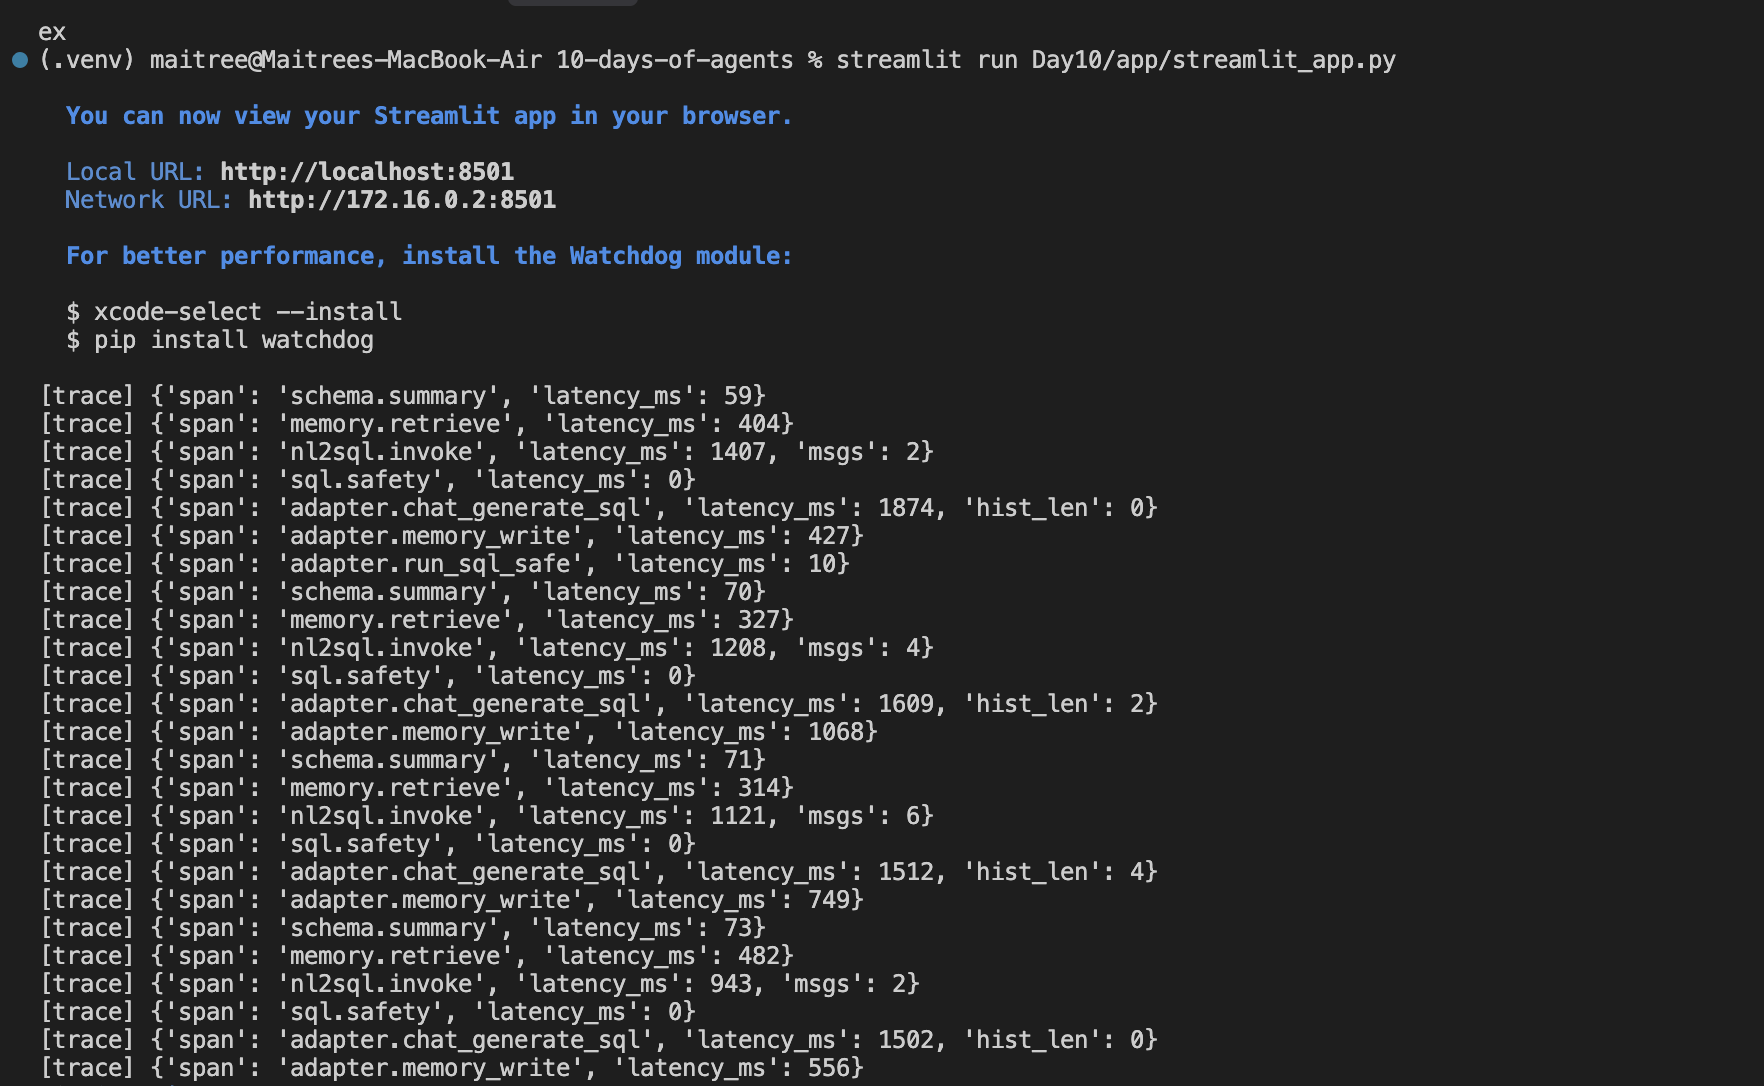 ex
(.venv) maitree@Maitrees-MacBook-Air 10-days-of-agents % streamlit run Day10/app/streamlit_app.py
You can now view your Streamlit app in your browser.
Local URL: http://localhost:8501
Network URL: http://172.16.0.2:8501
For better performance, install the Watchdog module:
$ xcode-select --install
$ pip install watchdog
[trace] {'span': 'schema.summary', 'latency_ms': 59}
[trace] {'span': 'memory.retrieve', 'latency_ms': 404}
[trace] {'span': 'nl2sql.invoke', 'latency_ms': 1407, 'msgs': 2}
[trace] {'span': 'sql.safety', 'latency_ms': 0}
[trace] {'span': 'adapter.chat_generate_sql', 'latency_ms': 1874, 'hist_len': 0}
[trace] {'span': 'adapter.memory_write', 'latency_ms': 427}
[trace] {'span': 'adapter.run_sql_safe', 'latency_ms': 10}
[trace] {'span': 'schema.summary', 'latency_ms': 70}
[trace] {'span': 'memory.retrieve', 'latency_ms': 327}
[trace] {'span': 'nl2sql.invoke', 'latency_ms': 1208, 'msgs': 4}
[trace] {'span': 'sql.safety', 'latency_ms': 0}
[trace] {'span': 'adapter.chat_generate_sql', 'latency_ms': 1609, 'hist_len': 2}
[trace] {'span': 'adapter.memory_write', 'latency_ms': 1068}
[trace] {'span': 'schema.summary', 'latency_ms': 71}
[trace] {'span': 'memory.retrieve', 'latency_ms': 314}
[trace] {'span': 'nl2sql.invoke', 'latency_ms': 1121, 'msgs': 6}
[trace] {'span': 'sql.safety', 'latency_ms': 0}
[trace] {'span': 'adapter.chat_generate_sql', 'latency_ms': 1512, 'hist_len': 4}
[trace] {'span': 'adapter.memory_write', 'latency_ms': 749}
[trace] {'span': 'schema.summary', 'latency_ms': 73}
[trace] {'span': 'memory.retrieve', 'latency_ms': 482}
[trace] {'span': 'nl2sql.invoke', 'latency_ms': 943, 'msgs': 2}
[trace] {'span': 'sql.safety', 'latency_ms': 0}
[trace] {'span': 'adapter.chat_generate_sql', 'latency_ms': 1502, 'hist_len': 0}
[trace] {'span': 'adapter.memory_write', 'latency_ms': 556}